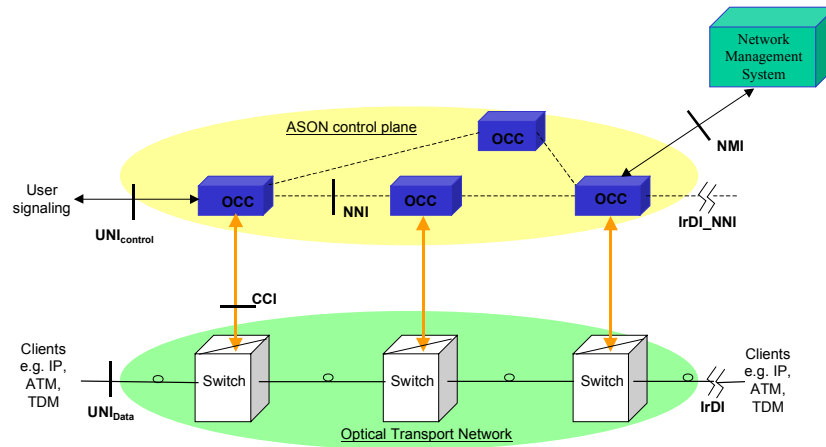 Network
Management
System
ASON control plane
OCC
NMI
User
signaling
OCC
OCC
OCC
NNI
UNIcontrol
IrDI_NNI
CCI
Clients
e.g. IP,
ATM,
TDM
Switch
Switch
Switch
Clients
e.g. IP,
ATM,
TDM
UNIData
IrDI
Optical Transport Network